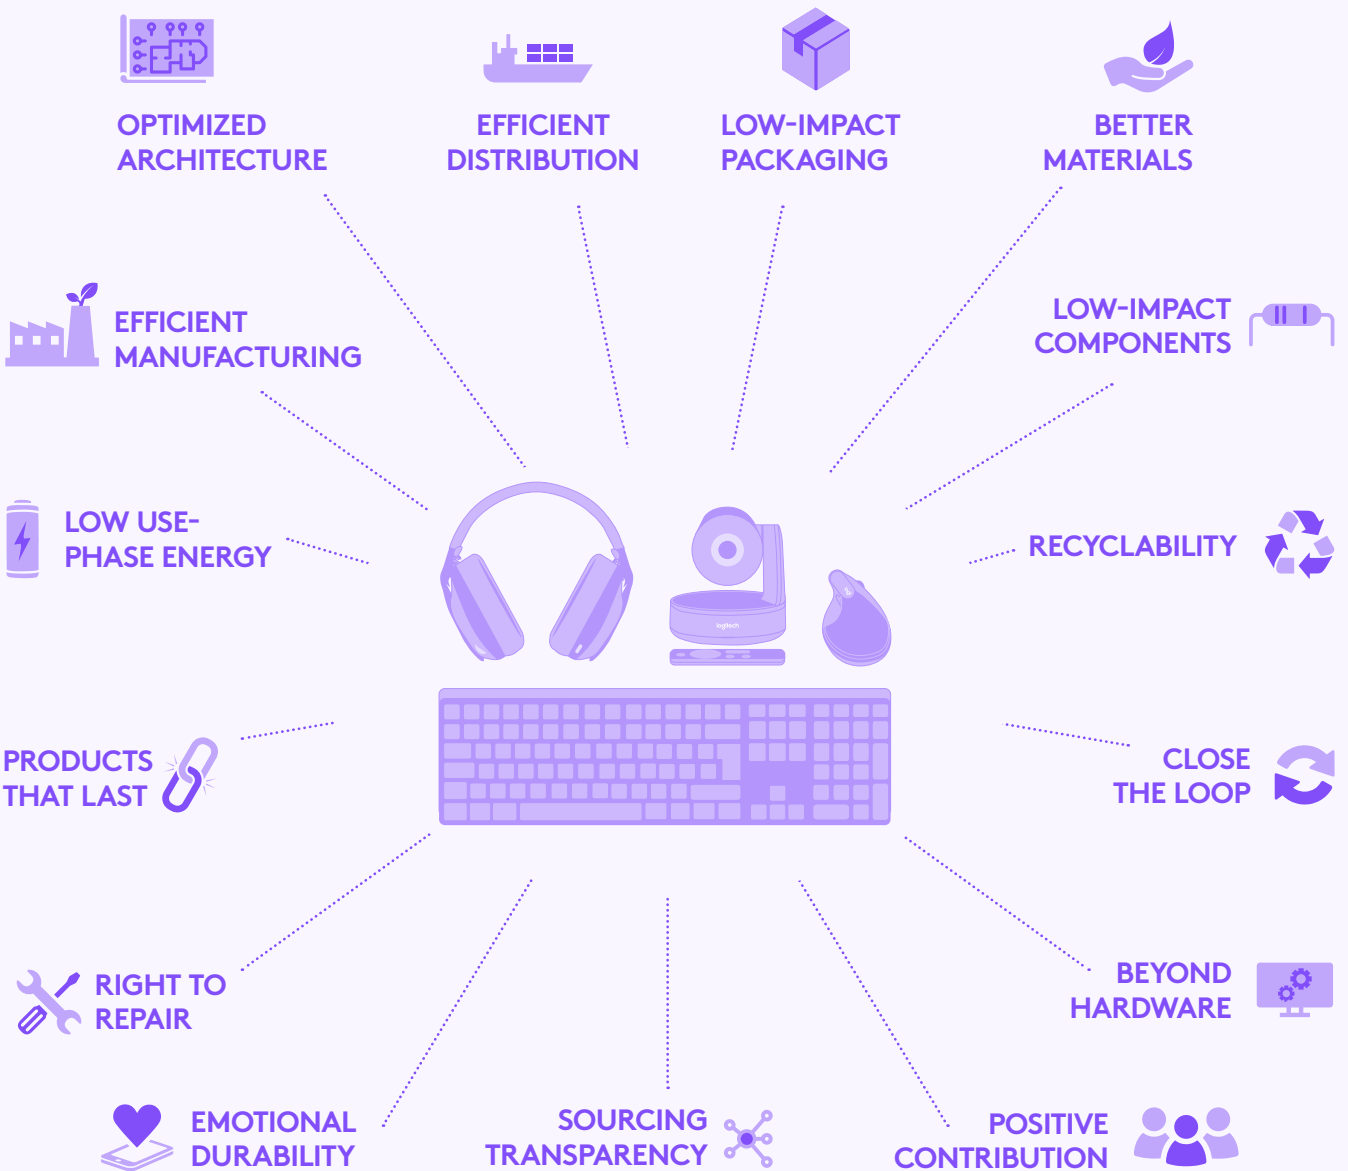 OPTIMIZED
ARCHITECTURE
EFFICIENT
DISTRIBUTION
LOW-IMPACT
PACKAGING
BETTER
MATERIALS
EFFICIENT
MANUFACTURING
LOW-IMPACT
COMPONENTS
LOW USE-
PHASE ENERGY
RECYCLABILITY
logitech
PRODUCTS
THAT LAST
CLOSE
THE LOOP
RIGHT TO
REPAIR
BEYOND
HARDWARE
EMOTIONAL
DURABILITY
SOURCING
TRANSPARENCY
POSITIVE
CONTRIBUTION